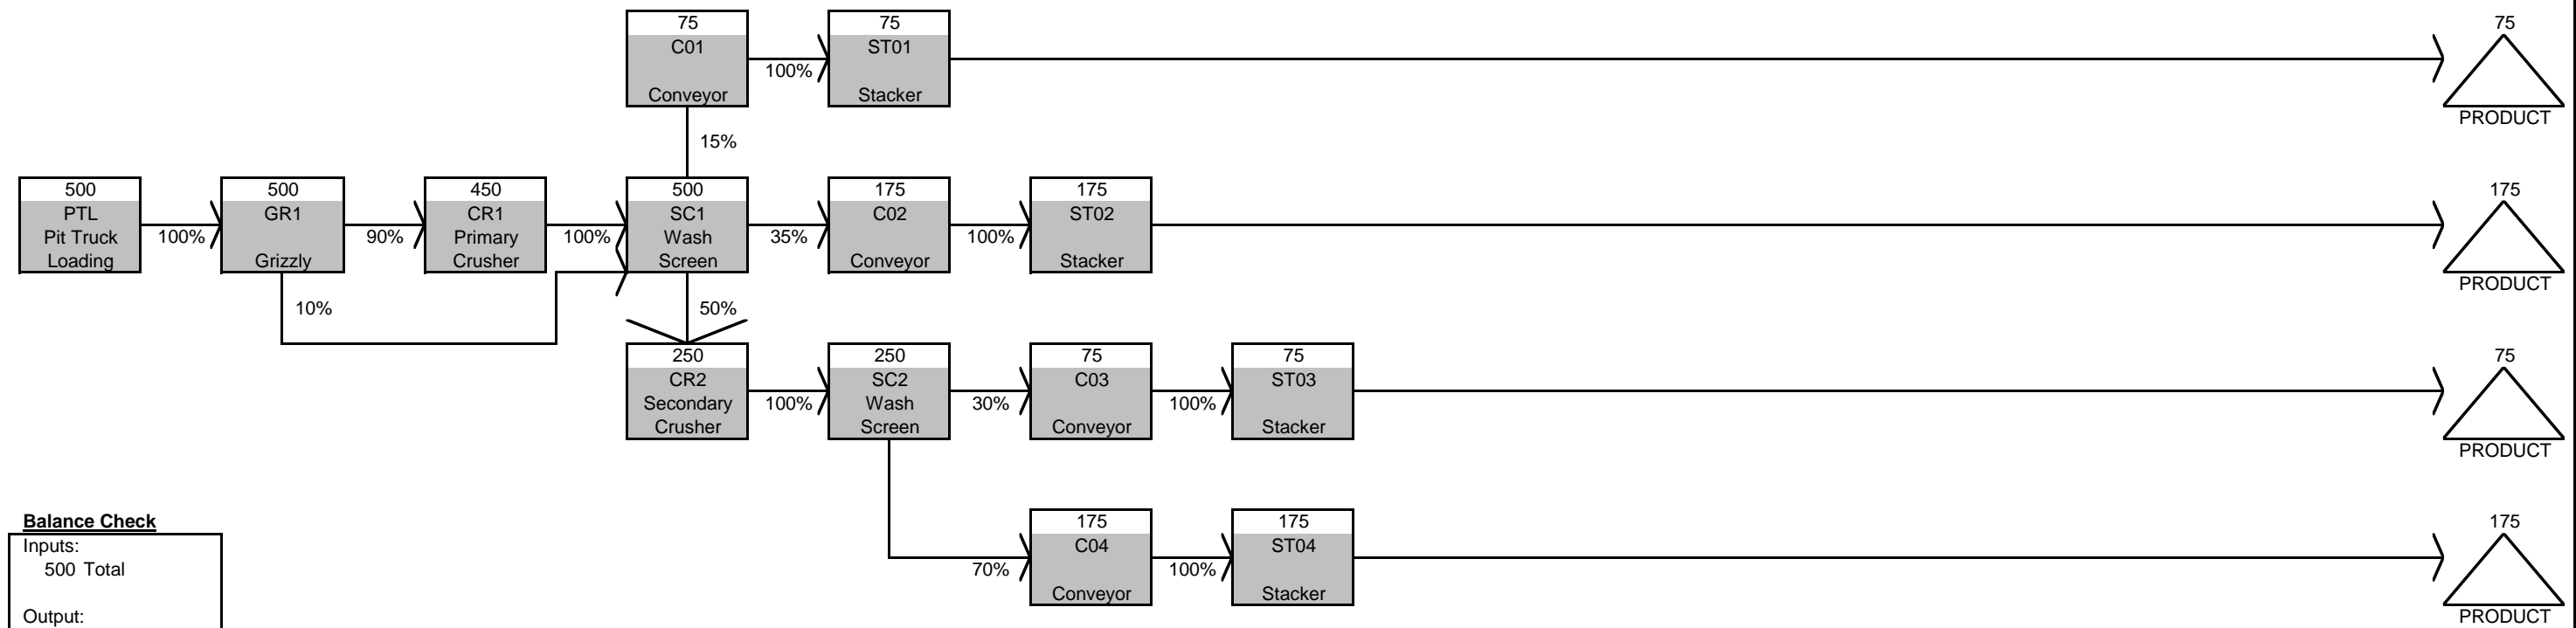 75
C01
Conveyor
100%
75
ST01
Stacker
75
PRODUCT
15%
500
PTL
Pit Truck
Loading
100%
500
GR1
Grizzly
90%
450
CR1
Primary
Crusher
100%
500
SC1
Wash
Screen
35%
175
C02
Conveyor
100%
175
ST02
Stacker
175
PRODUCT
10%
50%
250
CR2
Secondary
Crusher
100%
250
SC2
Wash
Screen
30%
75
C03
Conveyor
100%
75
ST03
Stacker
75
PRODUCT
70%
175
C04
Conveyor
100%
175
ST04
Stacker
175
PRODUCT
Balance Check
Inputs:
500 Total
Output: